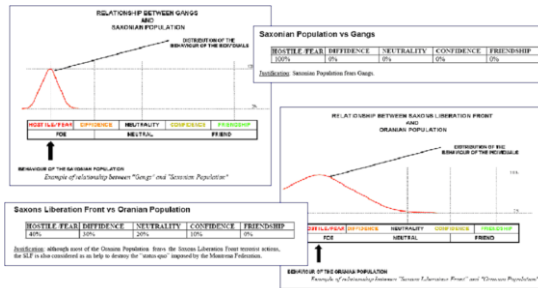 RELATIONSHIP BETWEEN GANGS
AND
SAXONIAN POPULATION
DISTRIBUTION OF THE
BEHAVIOUR OF THE INDIVIDUALS
HOSTILE/FEAR DIFFIDENCE NEUTRALITY CONFIDENCE FRIENDSHIP
FOE NEUTRAL FRIEND
BEHAVIOUR OF THE SAXONIAN POPULATION
Example of relationship between "Gangs" and "Saxonian Population"
Saxonian Population vs Gangs
HOSTILE/FEAR DIFFIDENCE NEUTRALITY CONFIDENCE FRIENDSHIP
100% 0% 0% 0% 0%
Justification: Saxonian Population fears Gangs.
RELATIONSHIP BETWEEN SAXONS LIBERATION FRONT
AND
ORANIAN POPULATION
DISTRIBUTION OF THE
BEHAVIOUR OF THE INDIVIDUALS
HOSTILE/FEAR DIFFIDENCE NEUTRALITY CONFIDENCE FRIENDSHIP
FOE NEUTRAL FRIEND
BEHAVIOUR OF THE ORANIAN POPULATION
Example of relationship between "Saxons Liberation Front" and "Oranian Population"
Saxons Liberation Front vs Oranian Population
HOSTILE/FEAR DIFFIDENCE NEUTRALITY CONFIDENCE FRIENDSHIP
40% 30% 20% 10% 0%
Justification: although most of the Oranian Population fears the Saxons Liberation Front terrorist actions,
the SLF is also considered as an help to destroy the "status quo" imposed by the Federation.